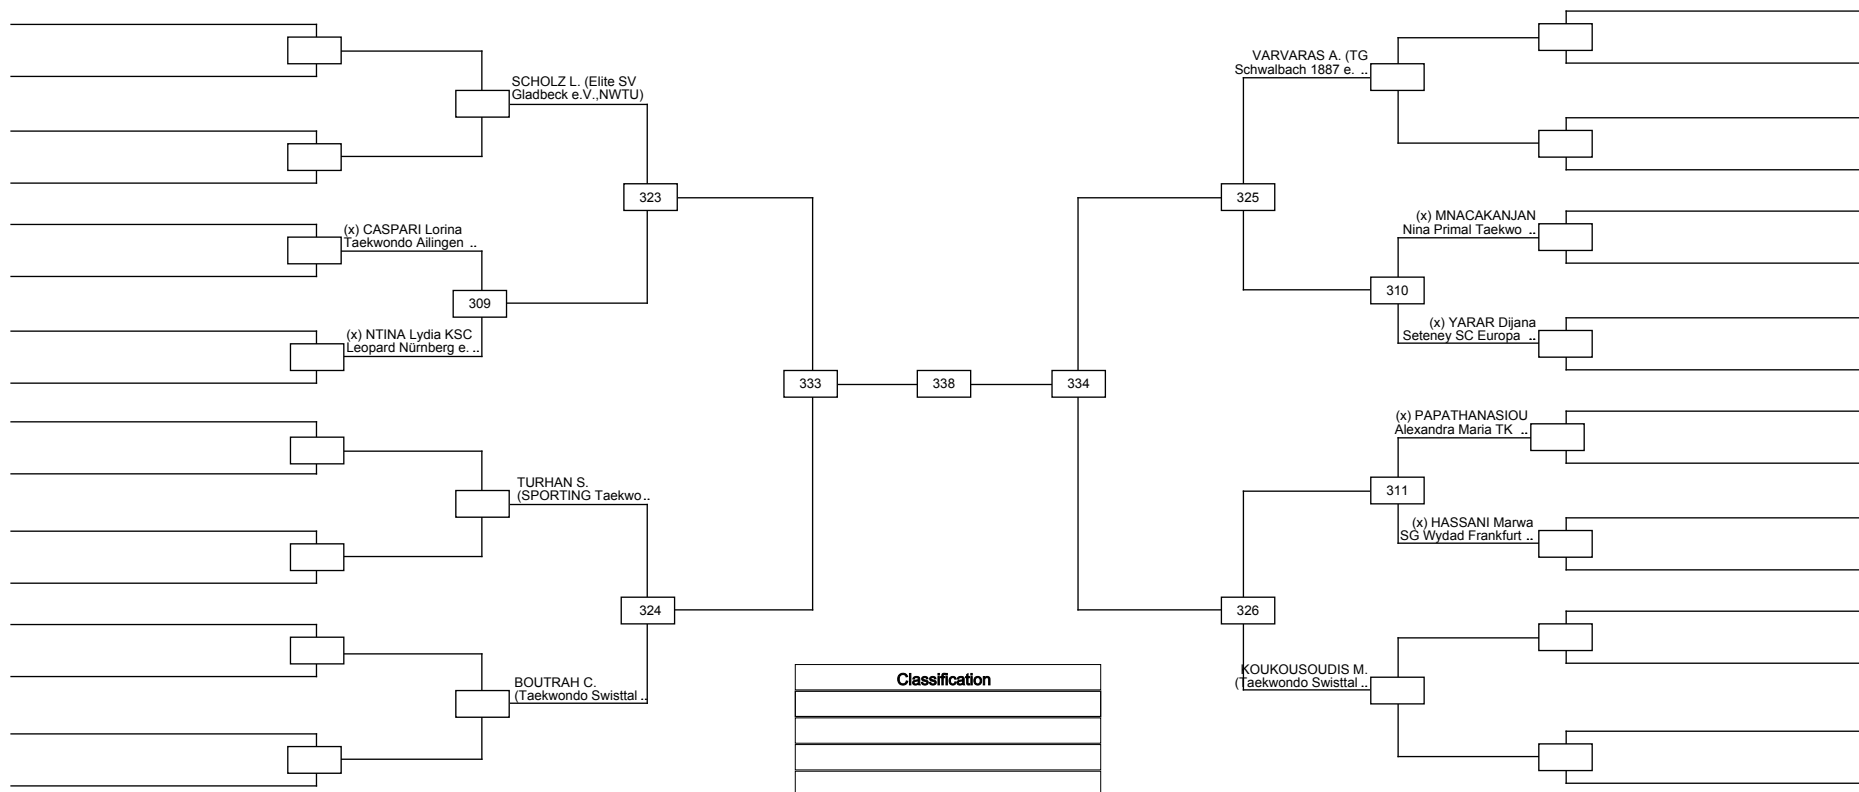 SCHOLZ L. (Elite SV
Gladbeck e.V.,NWTU)
323
(x) CASPARI Lorina
Taekwondo Ailingen ..
309
(x) NTINA Lydia KSC
Leopard Nürnberg e. ..
333
338
334
TURHAN S.
(SPORTING Taekwo ..
324
BOUTRAH C.
(Taekwondo Swisttal ..
VARVARAS A. (TG
Schwalbach 1887 e. ..
325
(x) MNACAKANJAN
Nina Primal Taekwo ..
310
(x) YARAR Dijana
Seteney SC Europa ..
(x) PAPATHANASIOU
Alexandra Maria TK ..
311
(x) HASSANI Marwa
SG Wydad Frankfurt ..
326
KOUKOUSOUDIS M.
(Taekwondo Swisttal ..
Classification